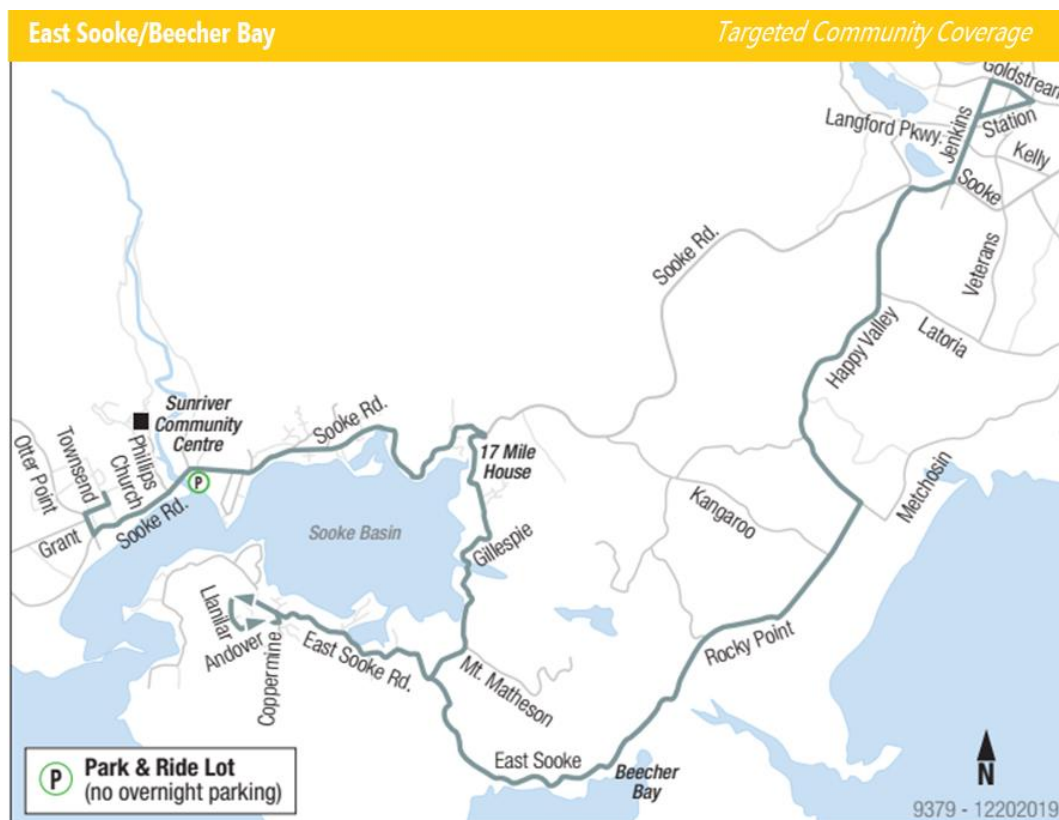 East Sooke/Beecher Bay
Targeted Community Coverage
Goldstream
Langford Pkwy.
Jenkins
Station
Kelly
Sooke
Sooke Rd.
Veterans
Happy Valley
Latoria
Sunriver
Community
Centre
Sooke Rd.
17 Mile
House
Otter Point
Townsend
Phillips
Church
P
Sooke Rd.
Grant
Metchosin
Kangaroo
Sooke Basin
Gillespie
Llanilar
Andover
Coppermine
East Sooke Rd.
Mt. Matheson
Rocky Point
East Sooke
Beecher
Bay
P
Park & Ride Lot
(no overnight parking)
N
9379 - 12202019